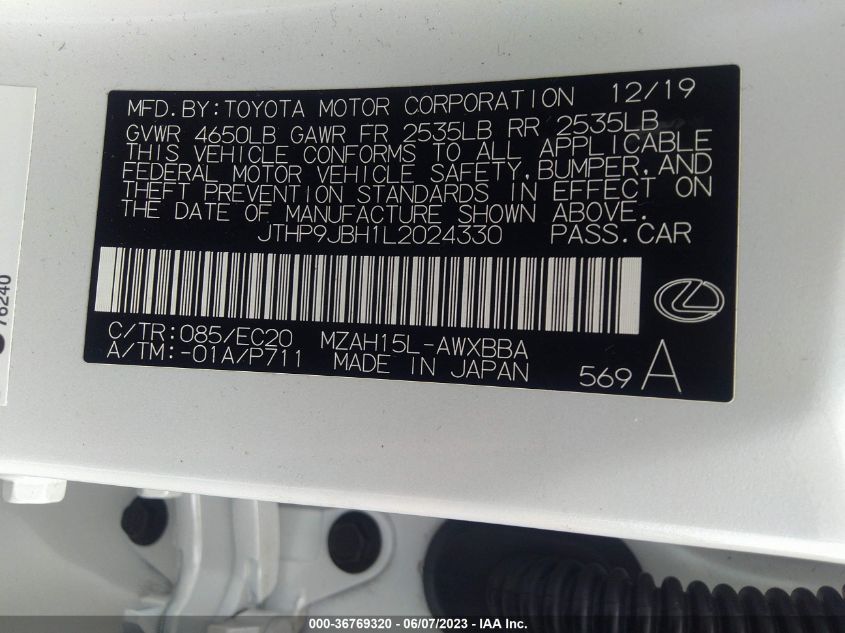 MFD.BY:TOYOTA MOTOR CORPORATION 12/19
GVWR 4650LB GAWR FR 2535LB RR 2535LB
THIS VEHICLE CONFORMS TO ALL APPLICABLE
FEDERAL MOTOR VEHICLE SAFETY,BUMPER,AND
THEFT PREVENTION STANDARDS IN EFFECT ON
THE DATE OF MANUFACTURE SHOWN ABOVE.
JTHP9JBH1L2024330 PASS.CAR
C/TR:085/EC20 MZAH15L-AWXBBA
A/TM:-01A/P711 MADE IN JAPAN 569 A
76240
000-36769320 - 06/07/2023 - IAA Inc.